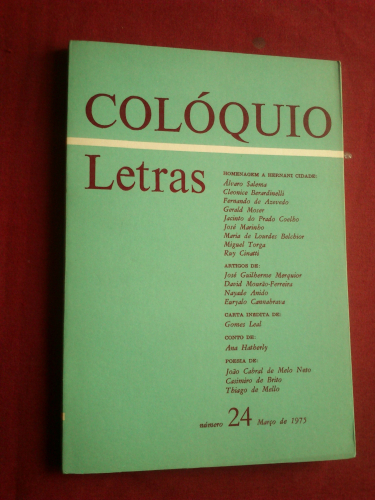 COLÓQUIO
Letras
HOMENAGEM A HERNANI CIDADE:
Álvaro Salema
Cleonice Berardinelli
Fernando de Azevedo
Gerald Moser
Jacinto do Prado Coelho
José Marinho
Maria de Lourdes Belchior
Miguel Torga
Ruy Cinatti
ARTIGOS DE:
José Guilherme Merquior
David Mourão-Ferreira
Nayade Anido
Euryalo Cannabrava
CARTA INEDITA DE:
Gomes Leal
CONTO DE:
Ana Hatherly
POESIA DE:
João Cabral de Melo Neto
Casimiro de Brito
Thiago de Mello
número 24 Março de 1975